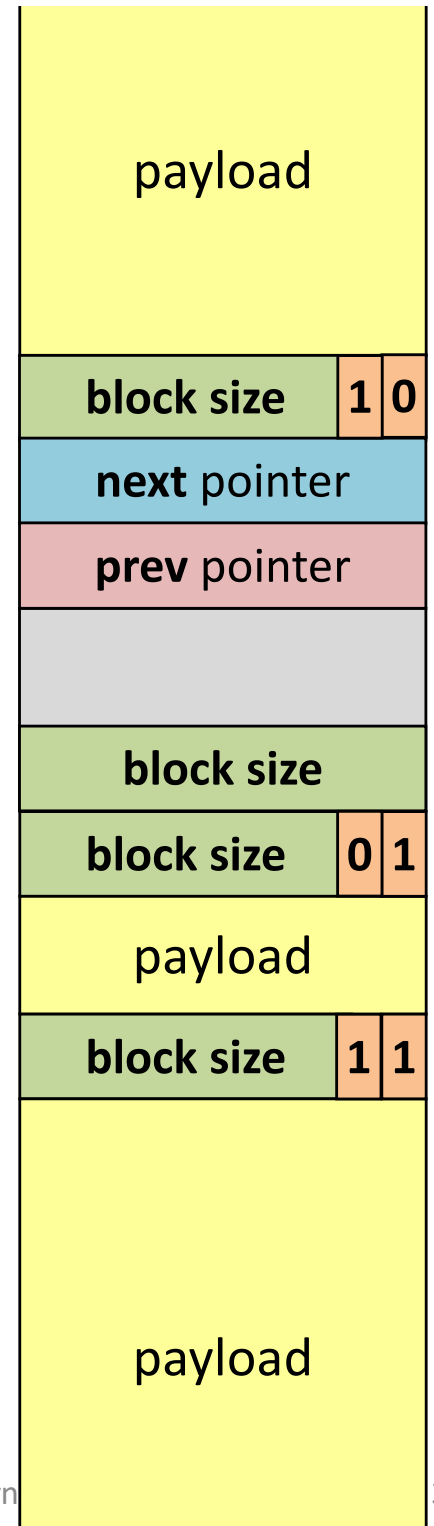 payload
block size 1 0
next pointer
prev pointer
block size
block size 0 1
payload
block size 1 1
payload